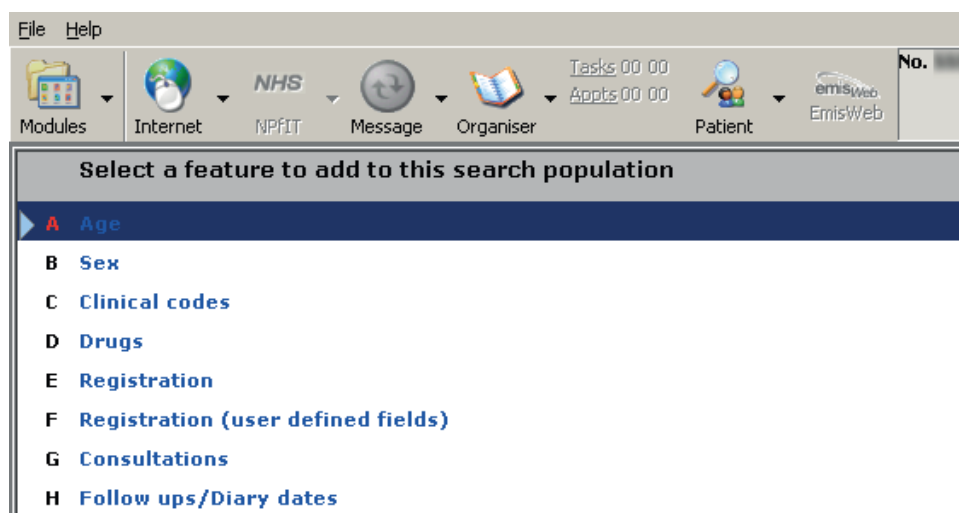 File Help
Tasks 00 00
Appts 00 00
No.
NHS
emisWeb
Modules Internet NPfIT Message Organiser Patient EmisWeb
Select a feature to add to this search population
A Age
B Sex
C Clinical codes
D Drugs
E Registration
F Registration (user defined fields)
G Consultations
H Follow ups/Diary dates